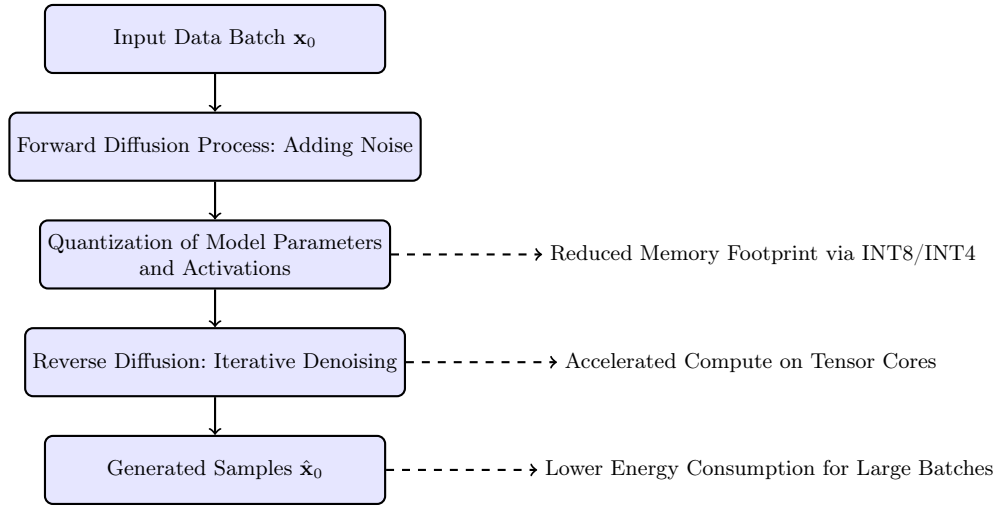 Input Data Batch x₀
Forward Diffusion Process: Adding Noise
Quantization of Model Parameters
and Activations
Reduced Memory Footprint via INT8/INT4
Reverse Diffusion: Iterative Denoising
Accelerated Compute on Tensor Cores
Generated Samples x̂₀
Lower Energy Consumption for Large Batches